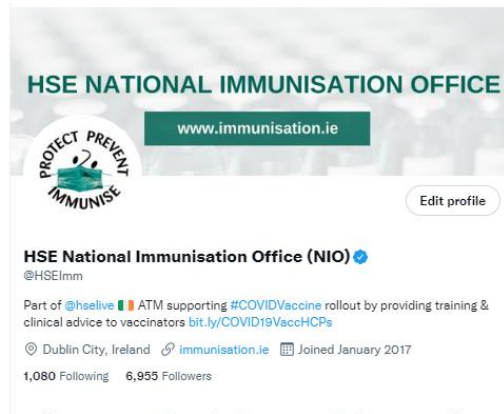 HSE NATIONAL IMMUNISATION OFFICE
www.immunisation.ie
PROTECT PREVENT
IMMUNISE
Edit profile
HSE National Immunisation Office (NIO)
@HSEImm
Part of @hselive 🇮🇪 ATM supporting #COVIDVaccine rollout by providing training &
clinical advice to vaccinators bit.ly/COVID19VaccHCPs
Dublin City, Ireland immunisation.ie Joined January 2017
1,080 Following 6,955 Followers